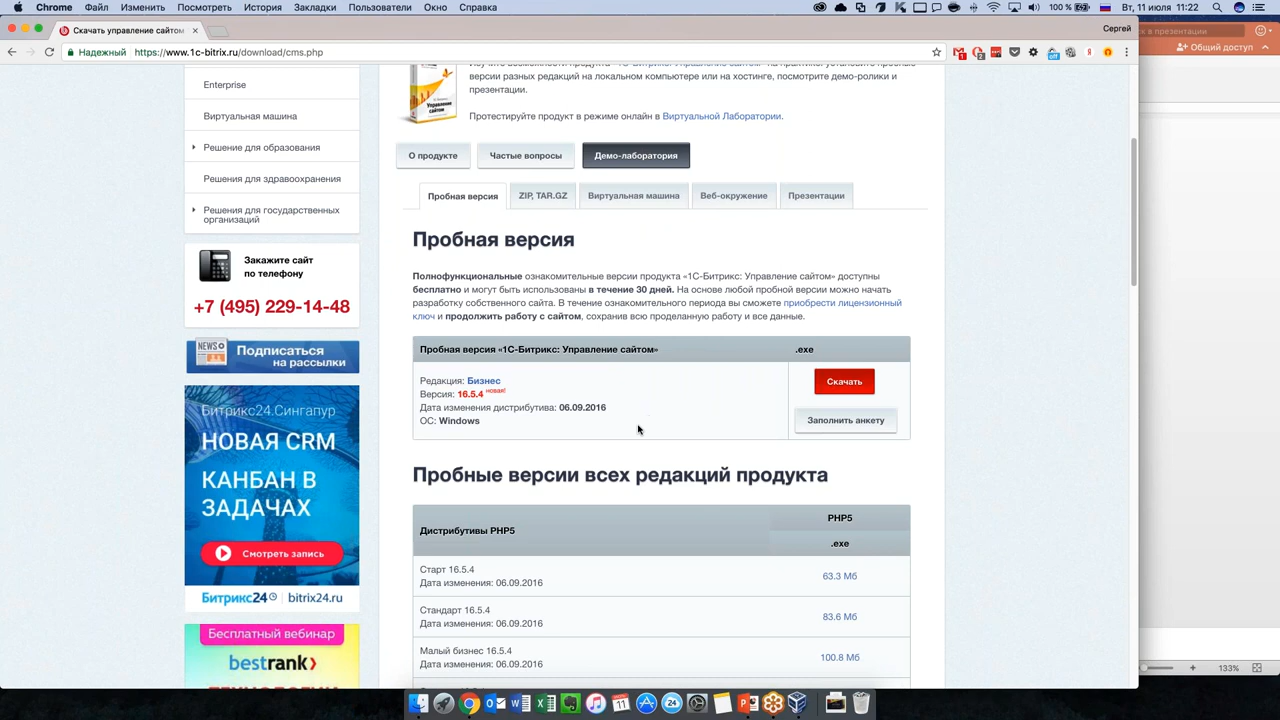 Chrome Файл Изменить Просмотреть История Закладки Пользователи Окно Справка
100 % Вт, 11 июля 11:22
Скачать управление сайтом
Сергей
Надежный https://www.1c-bitrix.ru/download/cms.php
к в презентации
Общий доступ
Enterprise
Виртуальная машина
Решение для образования
Решения для здравоохранения
Решения для государственных
организаций
Закажите сайт
по телефону
+7 (495) 229-14-48
NEWS
Подписаться
на рассылки
Битрикс24.Сингапур
НОВАЯ CRM
КАНБАН В
ЗАДАЧАХ
Смотреть запись
Битрикс24 bitrix24.ru
Бесплатный вебинар
bestrank
Управление
сайтом
версии разных редакций на локальном компьютере или на хостинге, посмотрите демо-ролики и
презентации.
Протестируйте продукт в режиме онлайн в Виртуальной Лаборатории.
О продукте Частые вопросы Демо-лаборатория
Пробная версия ZIP, TAR.GZ Виртуальная машина Веб-окружение Презентации
Пробная версия
Полнофункциональные ознакомительные версии продукта «1С-Битрикс: Управление сайтом» доступны
бесплатно и могут быть использованы в течение 30 дней. На основе любой пробной версии можно начать
разработку собственного сайта. В течение ознакомительного периода вы сможете приобрести лицензионный
ключ и продолжить работу с сайтом, сохранив всю проделанную работу и все данные.
Пробная версия «1С-Битрикс: Управление сайтом» .exe
Редакция: Бизнес
Версия: 16.5.4 новая!
Дата изменения дистрибутива: 06.09.2016
ОС: Windows
Скачать
Заполнить анкету
Пробные версии всех редакций продукта
Дистрибутивы PHP5
PHP5
.exe
Старт 16.5.4
Дата изменения: 06.09.2016
63.3 Мб
Стандарт 16.5.4
Дата изменения: 06.09.2016
83.6 Мб
Малый бизнес 16.5.4
Дата изменения: 06.09.2016
100.8 Мб
133%